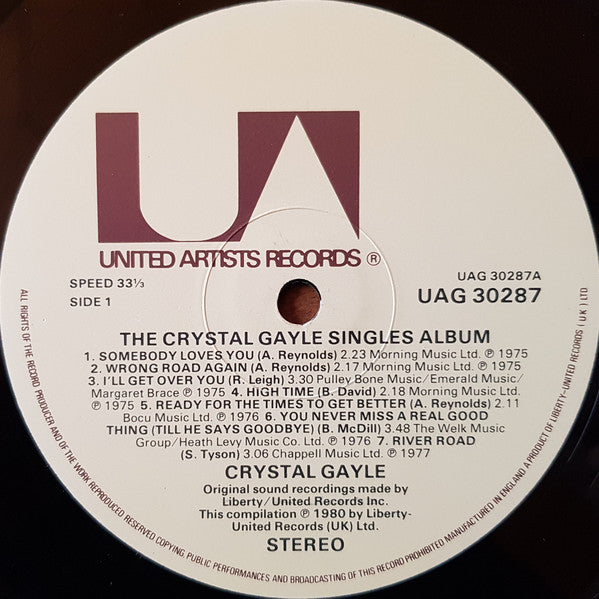 UA
UNITED ARTISTS RECORDS ®
SPEED 33⅓
SIDE 1
UAG 30287A
UAG 30287
THE CRYSTAL GAYLE SINGLES ALBUM
1. SOMEBODY LOVES YOU (A. Reynolds) 2.23 Morning Music Ltd. ℗ 1975
2. WRONG ROAD AGAIN (A. Reynolds) 2.17 Morning Music Ltd. ℗ 1975
3. I'LL GET OVER YOU (R. Leigh) 3.30 Pulley Bone Music/Emerald Music/
Margaret Brace ℗ 1975 4. HIGH TIME (B. David) 2.18 Morning Music Ltd.
℗ 1975 5. READY FOR THE TIMES TO GET BETTER (A. Reynolds) 2.11
Bocu Music Ltd. ℗ 1976 6. YOU NEVER MISS A REAL GOOD
THING (TILL HE SAYS GOODBYE) (B. McDill) 3.48 The Welk Music
Group/Heath Levy Music Co. Ltd. ℗ 1976 7. RIVER ROAD
(S. Tyson) 3.06 Chappell Music Ltd. ℗ 1977
CRYSTAL GAYLE
Original sound recordings made by
Liberty/United Records Inc.
This compilation ℗ 1980 by Liberty-
United Records (UK) Ltd.
STEREO
ALL RIGHTS OF THE RECORD PRODUCER AND OF THE WORK REPRODUCED RESERVED COPYING, PUBLIC PERFORMANCES AND BROADCASTING OF THIS RECORD PROHIBITED MANUFACTURED IN ENGLAND. A PRODUCT OF LIBERTY-UNITED RECORDS (UK) LTD.